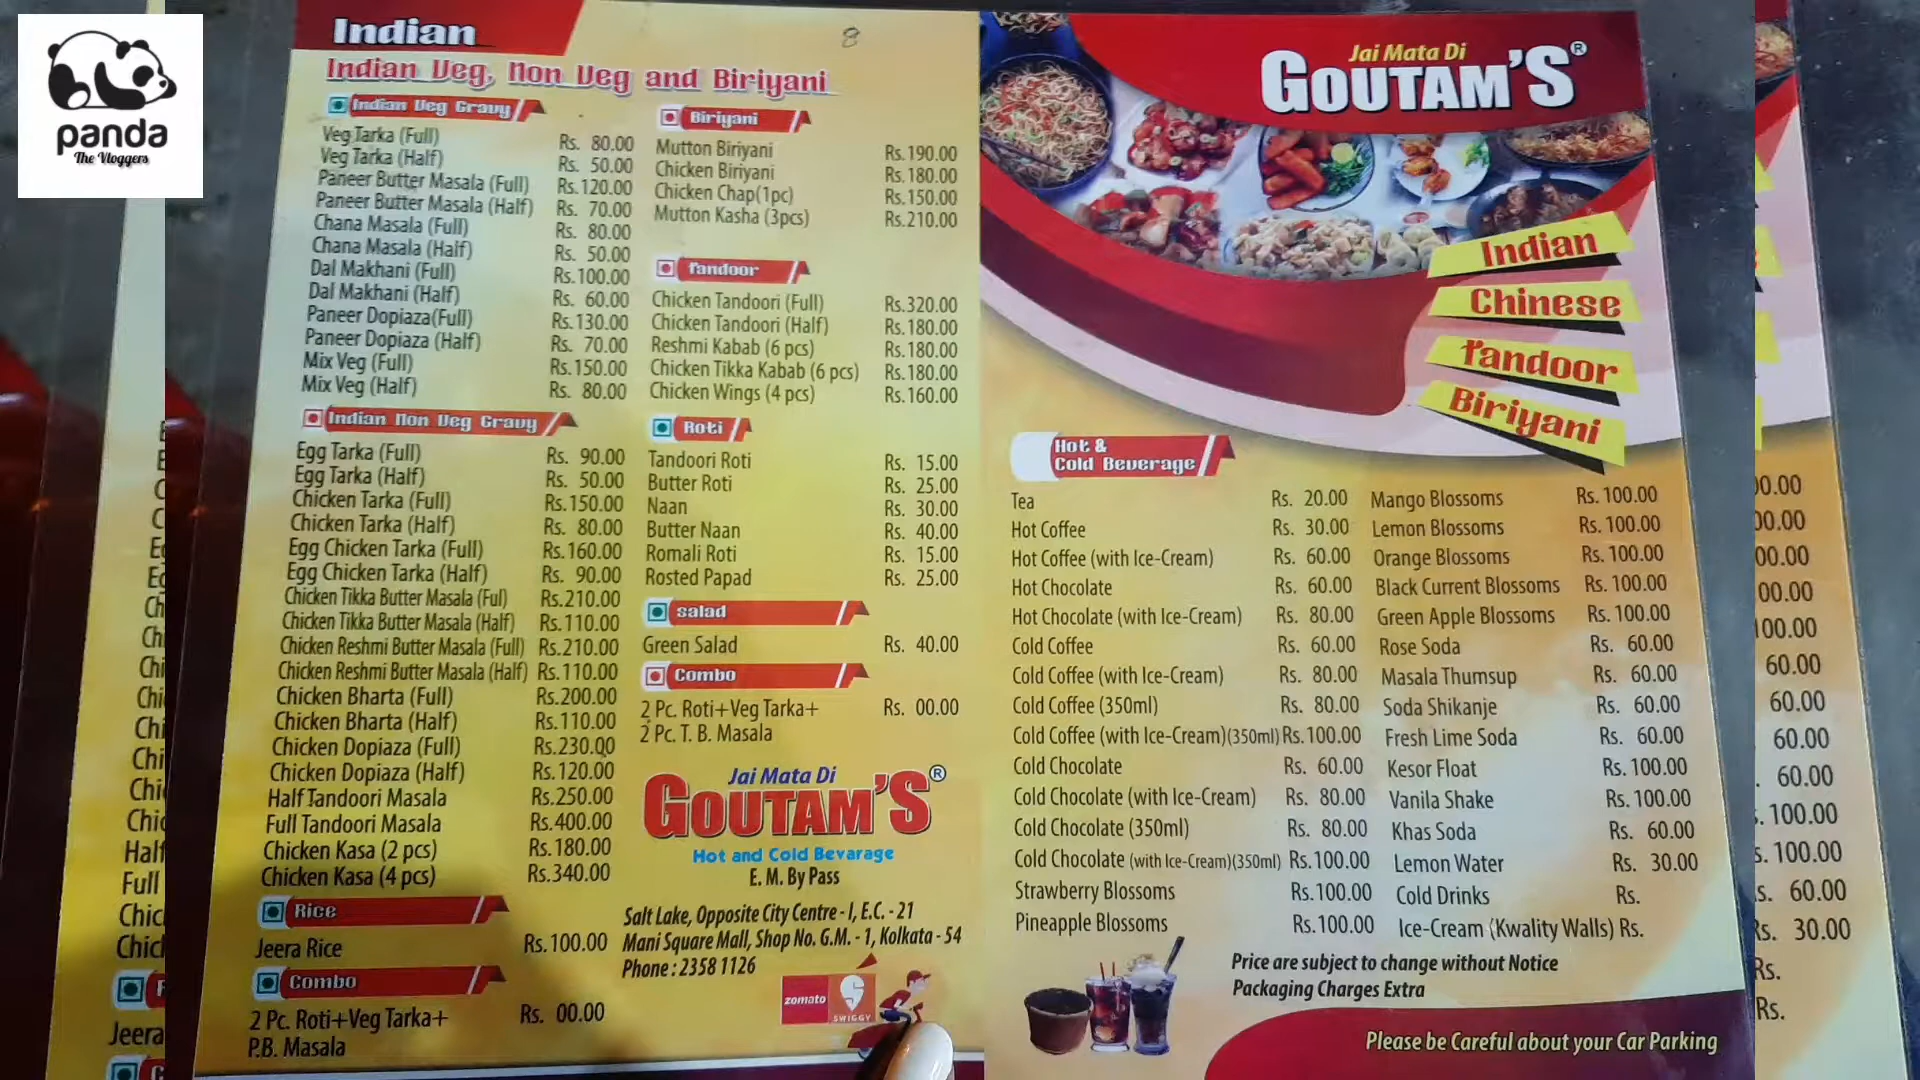 panda
The Vloggers
Indian
8
Indian Veg, Non Veg and Biriyani
Indian Veg Gravy
Veg Tarka (Full) Rs. 80.00
Veg Tarka (Half) Rs. 50.00
Paneer Butter Masala (Full) Rs.120.00
Paneer Butter Masala (Half) Rs. 70.00
Chana Masala (Full) Rs. 80.00
Chana Masala (Half) Rs. 50.00
Dal Makhani (Full) Rs.100.00
Dal Makhani (Half) Rs. 60.00
Paneer Dopiaza(Full) Rs.130.00
Paneer Dopiaza (Half) Rs. 70.00
Mix Veg (Full) Rs.150.00
Mix Veg (Half) Rs. 80.00
Indian Non Veg Gravy
Egg Tarka (Full) Rs. 90.00
Egg Tarka (Half) Rs. 50.00
Chicken Tarka (Full) Rs.150.00
Chicken Tarka (Half) Rs. 80.00
Egg Chicken Tarka (Full) Rs.160.00
Egg Chicken Tarka (Half) Rs. 90.00
Chicken Tikka Butter Masala (Ful) Rs.210.00
Chicken Tikka Butter Masala (Half) Rs.110.00
Chicken Reshmi Butter Masala (Full) Rs.210.00
Chicken Reshmi Butter Masala (Half) Rs.110.00
Chicken Bharta (Full) Rs.200.00
Chicken Bharta (Half) Rs.110.00
Chicken Dopiaza (Full) Rs.230.00
Chicken Dopiaza (Half) Rs.120.00
Half Tandoori Masala Rs.250.00
Full Tandoori Masala Rs.400.00
Chicken Kasa (2 pcs) Rs.180.00
Chicken Kasa (4 pcs) Rs.340.00
Rice
Jeera Rice Rs.100.00
Combo
2 Pc. Roti+Veg Tarka+ Rs. 00.00
P.B. Masala
Biriyani
Mutton Biriyani Rs.190.00
Chicken Biriyani Rs.180.00
Chicken Chap(1pc) Rs.150.00
Mutton Kasha (3pcs) Rs.210.00
Tandoor
Chicken Tandoori (Full) Rs.320.00
Chicken Tandoori (Half) Rs.180.00
Reshmi Kabab (6 pcs) Rs.180.00
Chicken Tikka Kabab (6 pcs) Rs.180.00
Chicken Wings (4 pcs) Rs.160.00
Roti
Tandoori Roti Rs. 15.00
Butter Roti Rs. 25.00
Naan Rs. 30.00
Butter Naan Rs. 40.00
Romali Roti Rs. 15.00
Rosted Papad Rs. 25.00
Salad
Green Salad Rs. 40.00
Combo
2 Pc. Roti+Veg Tarka+ Rs. 00.00
2 Pc. T. B. Masala
Jai Mata Di
GOUTAM'S®
Hot and Cold Bevarage
E. M. By Pass
Salt Lake, Opposite City Centre - I, E.C. - 21
Mani Square Mall, Shop No. G.M. - 1, Kolkata - 54
Phone : 2358 1126
zomato
SWIGGY
Jai Mata Di
GOUTAM'S®
Indian
Chinese
Tandoor
Biriyani
Hot &
Cold Beverage
Tea Rs. 20.00
Hot Coffee Rs. 30.00
Hot Coffee (with Ice-Cream) Rs. 60.00
Hot Chocolate Rs. 60.00
Hot Chocolate (with Ice-Cream) Rs. 80.00
Cold Coffee Rs. 60.00
Cold Coffee (with Ice-Cream) Rs. 80.00
Cold Coffee (350ml) Rs. 80.00
Cold Coffee (with Ice-Cream)(350ml) Rs.100.00
Cold Chocolate Rs. 60.00
Cold Chocolate (with Ice-Cream) Rs. 80.00
Cold Chocolate (350ml) Rs. 80.00
Cold Chocolate (with Ice-Cream)(350ml) Rs.100.00
Strawberry Blossoms Rs.100.00
Pineapple Blossoms Rs.100.00
Mango Blossoms Rs. 100.00
Lemon Blossoms Rs. 100.00
Orange Blossoms Rs. 100.00
Black Current Blossoms Rs. 100.00
Green Apple Blossoms Rs. 100.00
Rose Soda Rs. 60.00
Masala Thumsup Rs. 60.00
Soda Shikanje Rs. 60.00
Fresh Lime Soda Rs. 60.00
Kesor Float Rs. 100.00
Vanila Shake Rs. 100.00
Khas Soda Rs. 60.00
Lemon Water Rs. 30.00
Cold Drinks Rs.
Ice-Cream (Kwality Walls) Rs.
Price are subject to change without Notice
Packaging Charges Extra
Please be Careful about your Car Parking